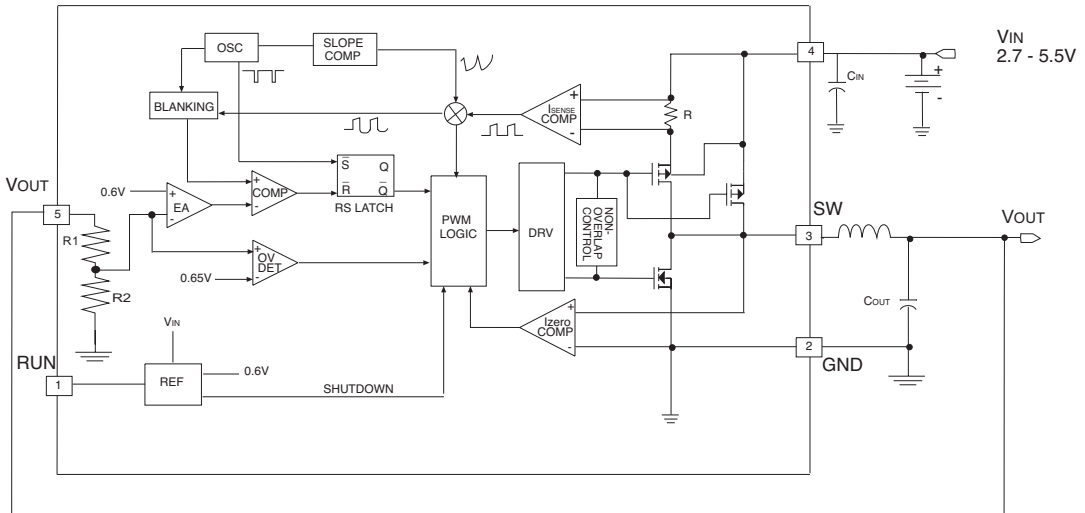 OSC
SLOPE
COMP
4
VIN
2.7 - 5.5V
CIN
+
-
BLANKING
+
-
ISENSE
COMP
R
S Q
R Q
RS LATCH
VOUT
5
0.6V
+
-
EA
+
-
COMP
PWM
LOGIC
DRV
NON-
OVERLAP
CONTROL
SW
3
VOUT
R1
R2
0.65V
+
-
OV
DET
COUT
+
-
Izero
COMP
2
GND
VIN
RUN
1
REF
0.6V
SHUTDOWN